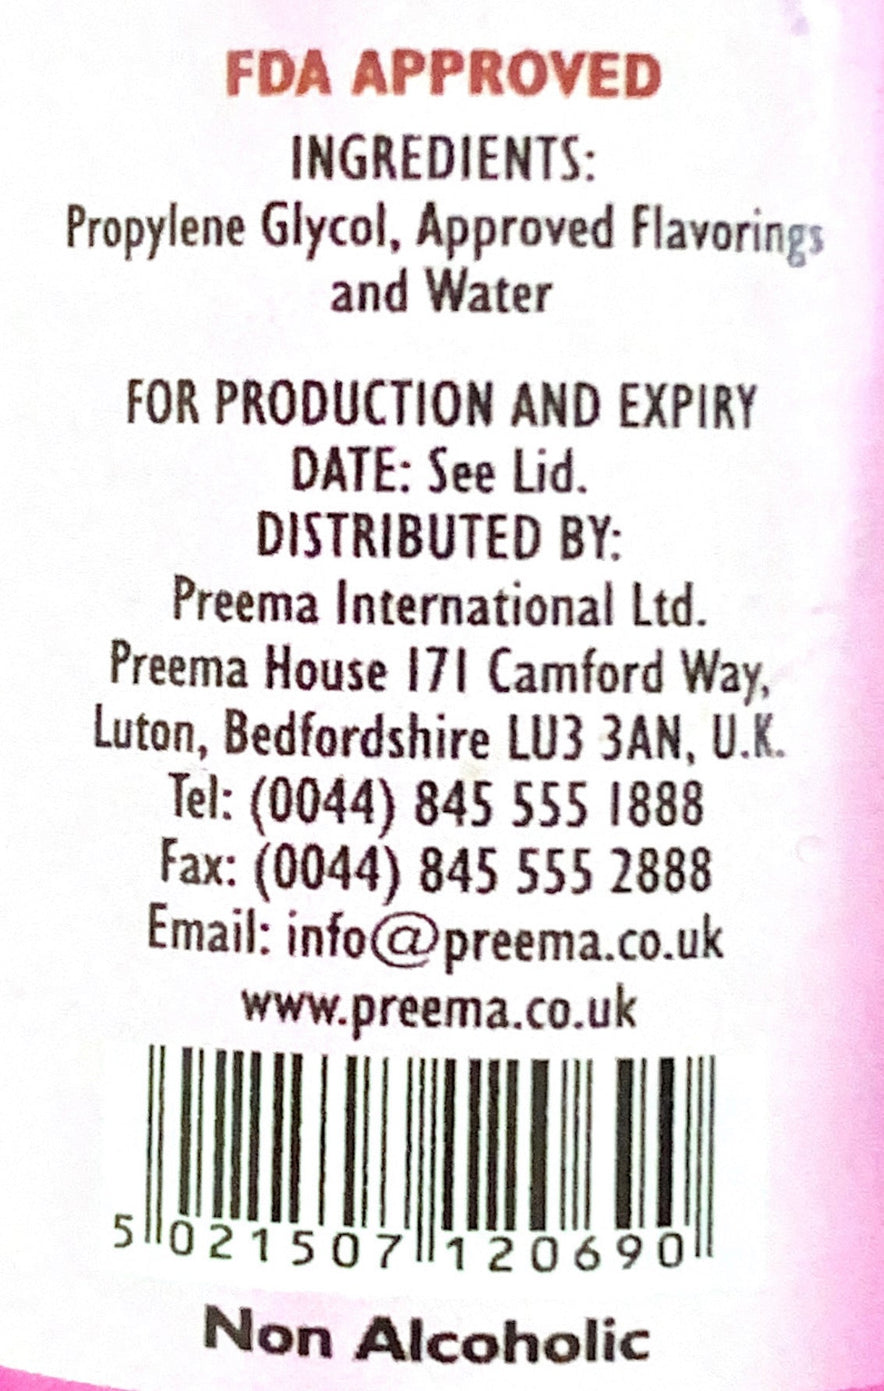 FDA APPROVED
INGREDIENTS:
Propylene Glycol, Approved Flavorings
and Water
FOR PRODUCTION AND EXPIRY
DATE: See Lid.
DISTRIBUTED BY:
Preema International Ltd.
Preema House 171 Camford Way,
Luton, Bedfordshire LU3 3AN, U.K.
Tel: (0044) 845 555 1888
Fax: (0044) 845 555 2888
Email: info@preema.co.uk
www.preema.co.uk
5 021507 120690
Non Alcoholic